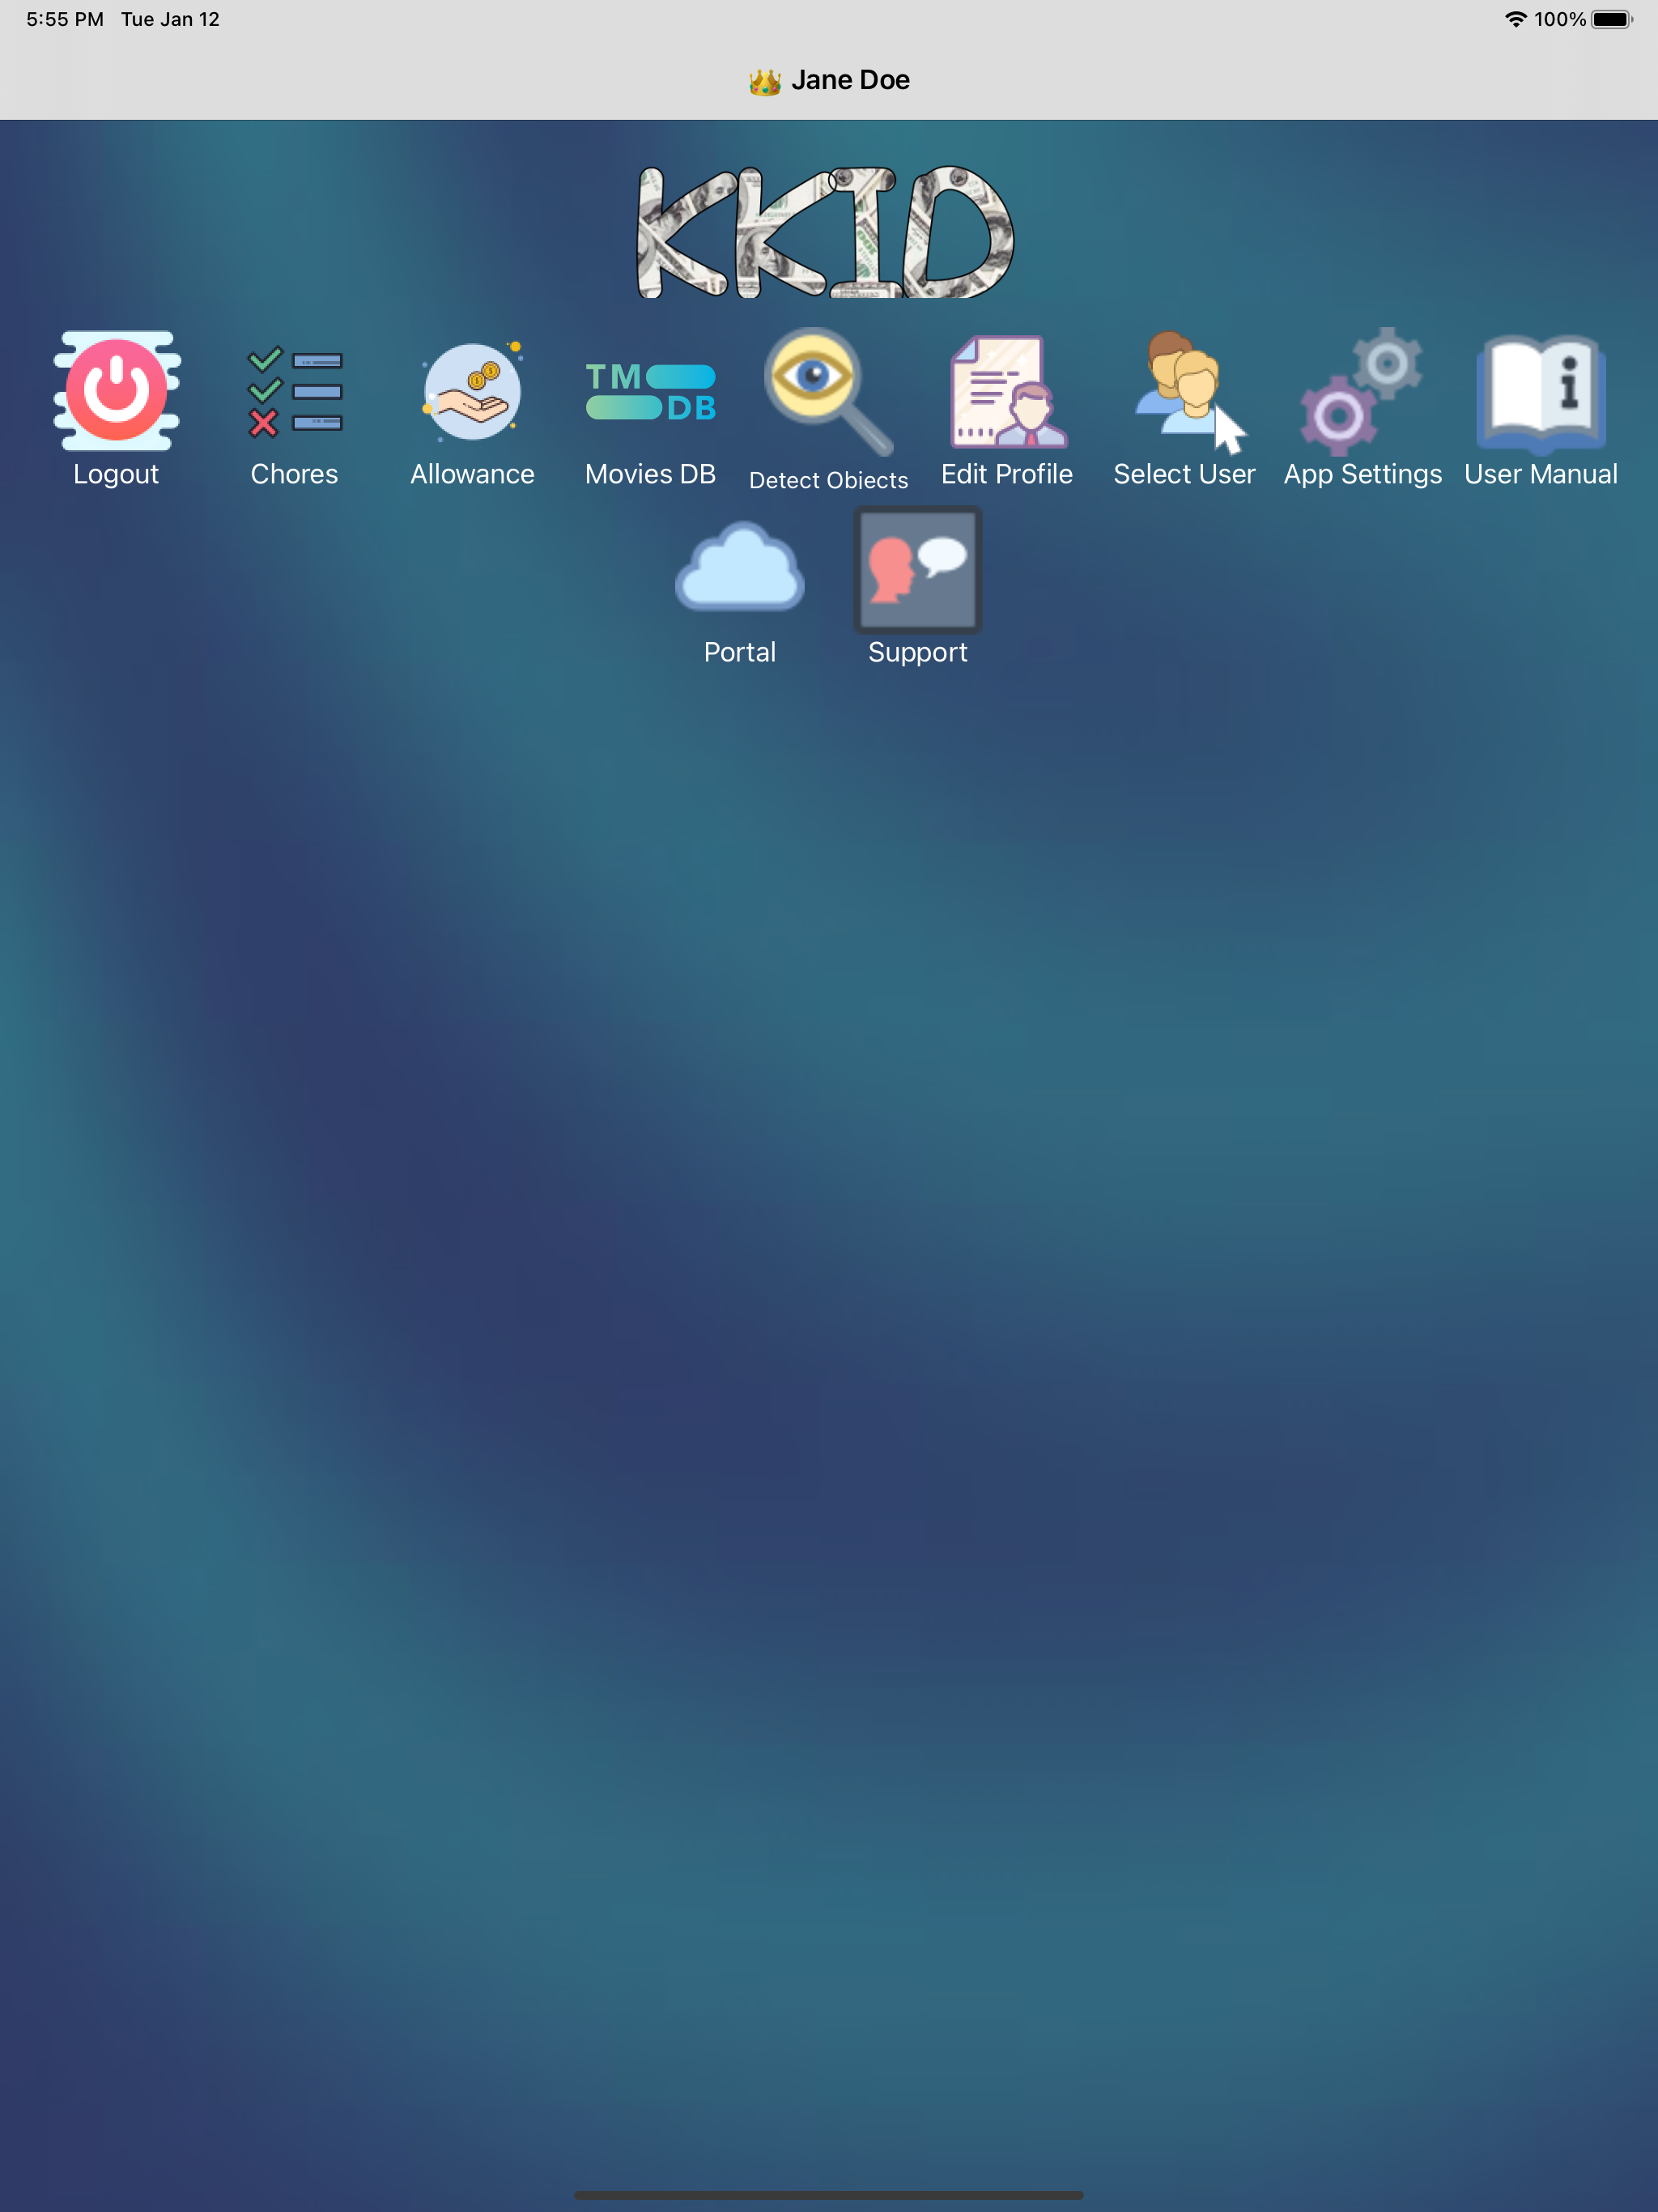 5:55 PM Tue Jan 12 100%
👑 Jane Doe
KKID
TM
DB
Logout Chores Allowance Movies DB Detect Objects Edit Profile Select User App Settings User Manual
Portal Support